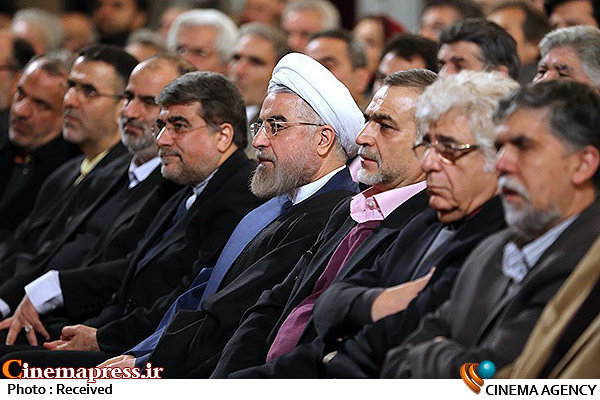 Cinemapress.ir
Photo : Received
CINEMA AGENCY